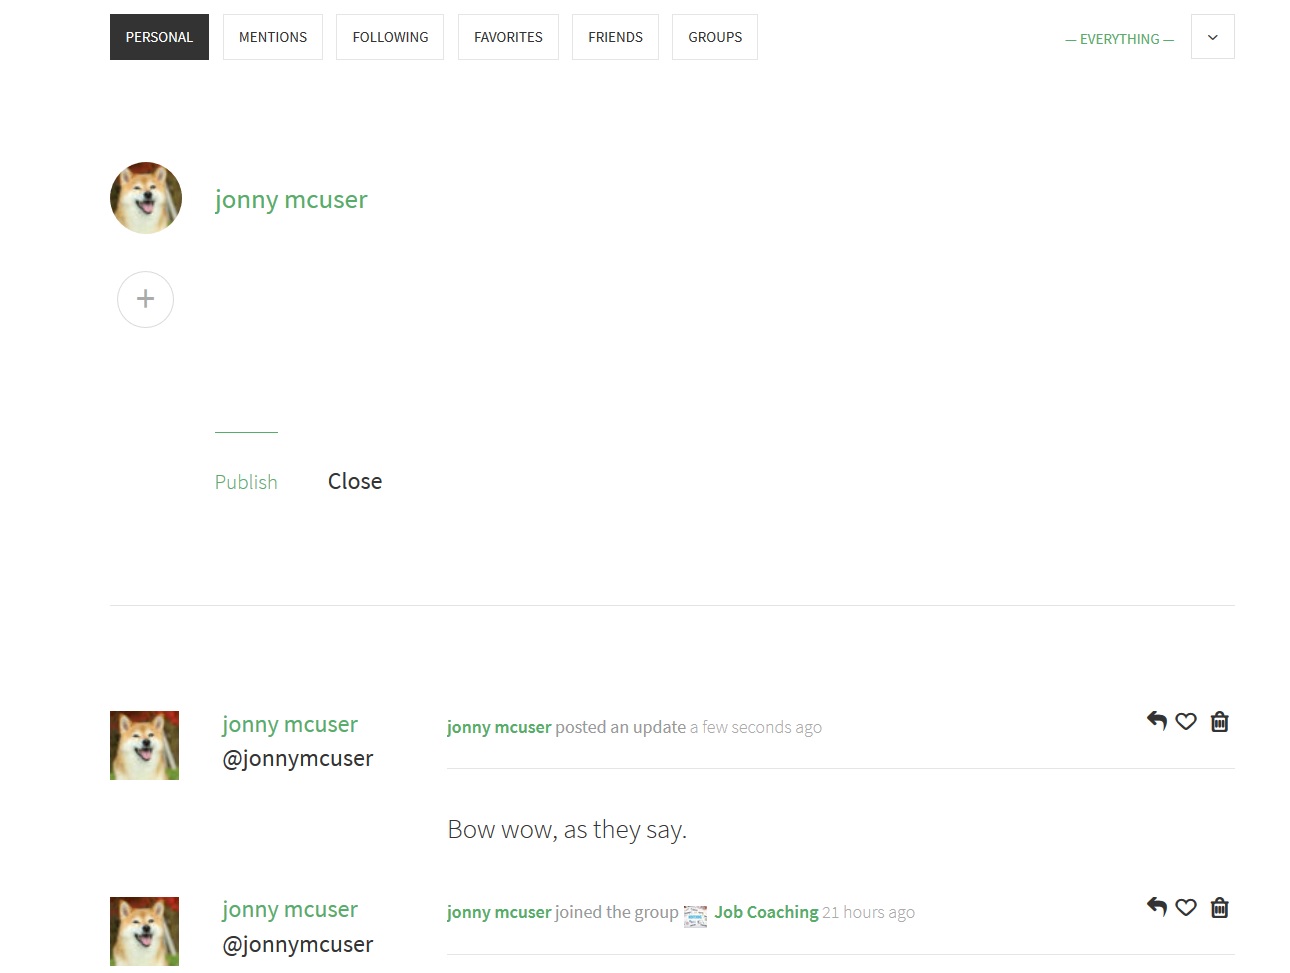 PERSONAL MENTIONS FOLLOWING FAVORITES FRIENDS GROUPS — EVERYTHING —
jonny mcuser
Publish Close
jonny mcuser
@jonnymcuser
jonny mcuser posted an update a few seconds ago
Bow wow, as they say.
jonny mcuser
@jonnymcuser
jonny mcuser joined the group Job Coaching 21 hours ago